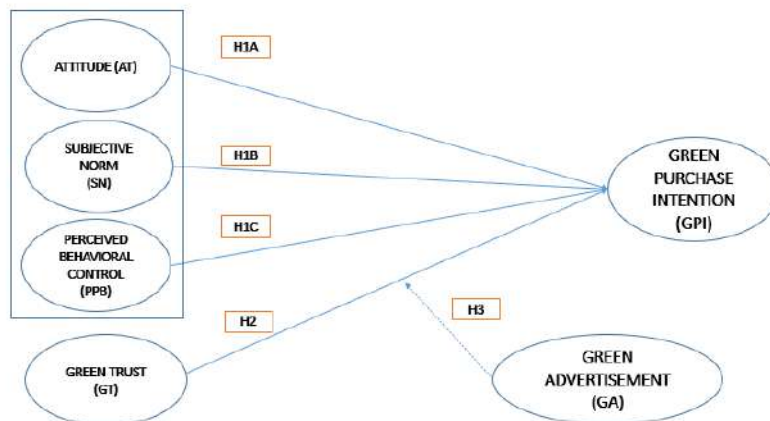 H1A
ATTITUDE (AT)
SUBJECTIVE
NORM
(SN)
H1B
GREEN
PURCHASE
INTENTION
(GPI)
PERCEIVED
BEHAVIORAL
CONTROL
(PPB)
H1C
H2
H3
GREEN TRUST
(GT)
GREEN
ADVERTISEMENT
(GA)